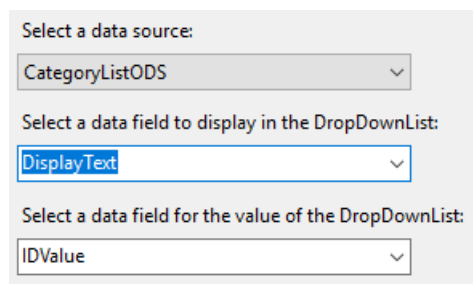 Select a data source:
CategoryListODS
Select a data field to display in the DropDownList:
DisplayText
Select a data field for the value of the DropDownList:
IDValue